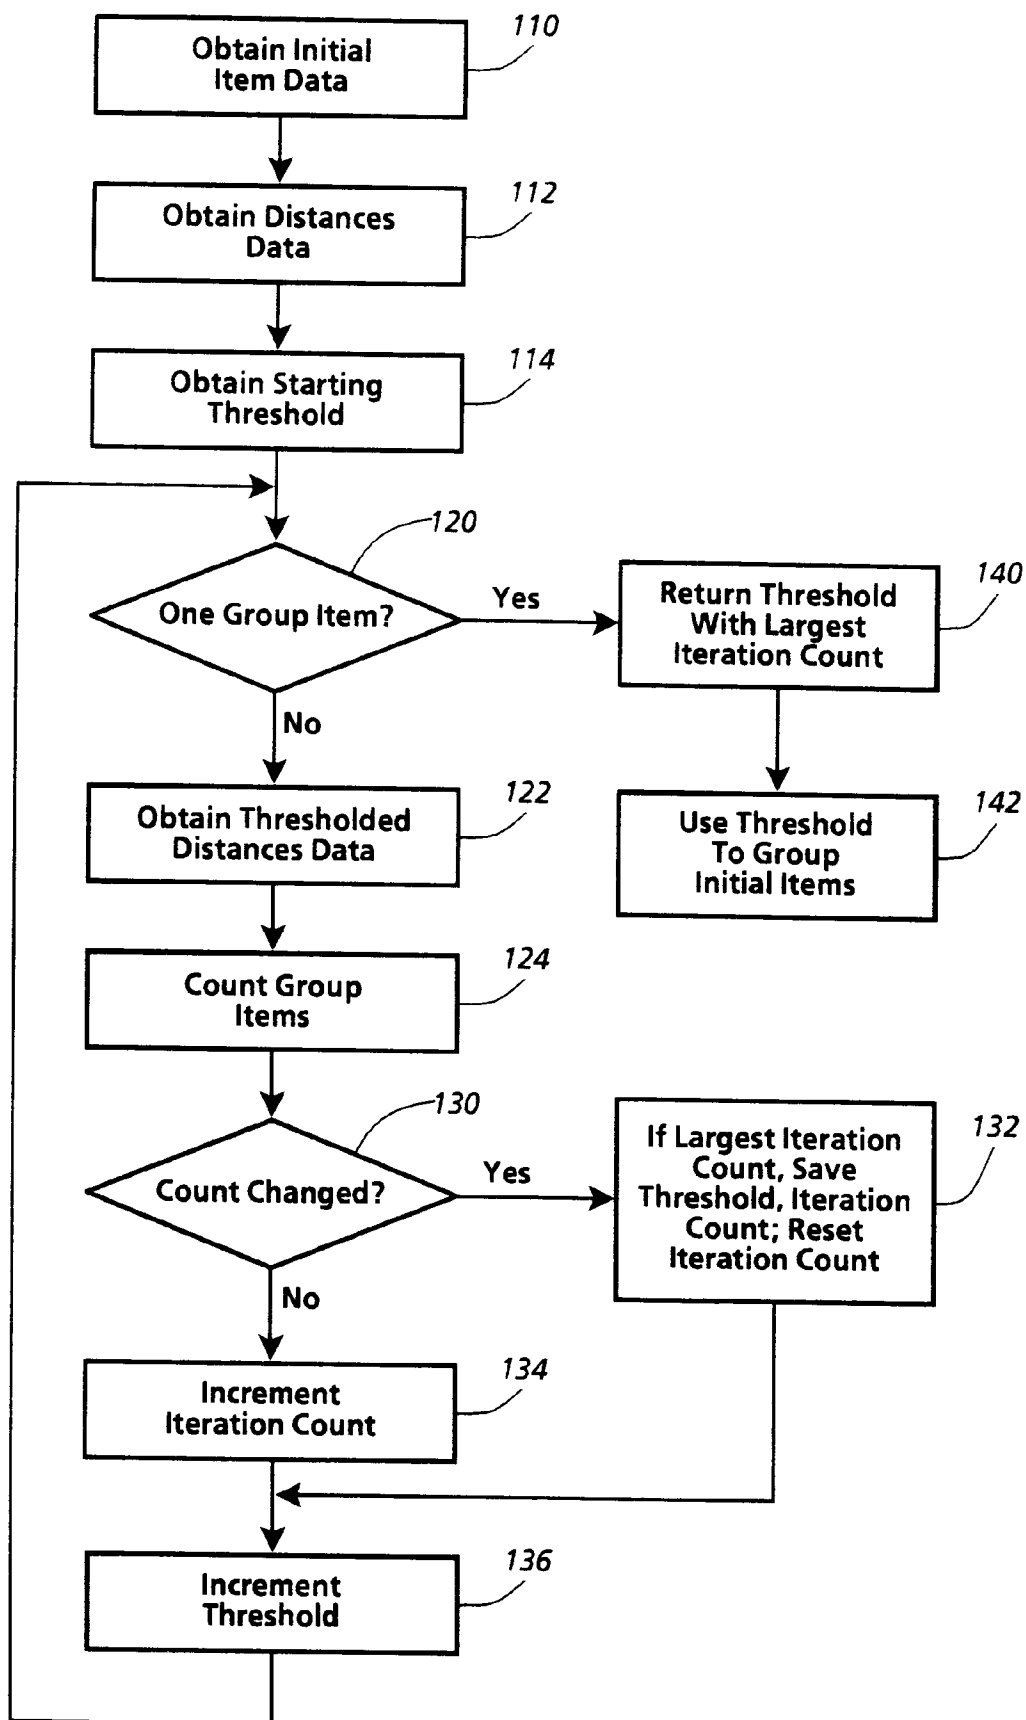 110
Obtain Initial
Item Data
112
Obtain Distances
Data
114
Obtain Starting
Threshold
120
One Group Item?
Yes
No
140
Return Threshold
With Largest
Iteration Count
122
Obtain Thresholded
Distances Data
142
Use Threshold
To Group
Initial Items
124
Count Group
Items
130
Count Changed?
Yes
No
132
If Largest Iteration
Count, Save
Threshold, Iteration
Count; Reset
Iteration Count
134
Increment
Iteration Count
136
Increment
Threshold